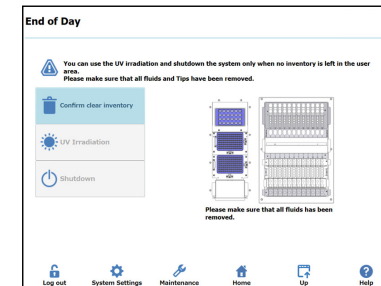 End of Day
You can use the UV irradiation and shutdown the system only when no inventory is left in the user
area.
Please make sure that all fluids and Tips have been removed.
Confirm clear inventory
UV Irradiation
Shutdown
Please make sure that all fluids has been
removed.
Log out
System Settings
Maintenance
Home
Up
Help